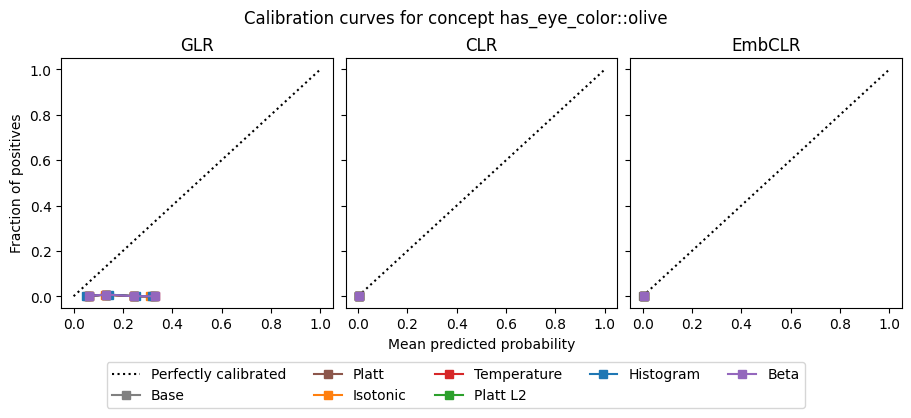 Calibration curves for concept has_eye_color::olive
GLR
CLR
EmbCLR
Fraction of positives
1.0
0.8
0.6
0.4
0.2
0.0
0.0 0.2 0.4 0.6 0.8 1.0
0.0 0.2 0.4 0.6 0.8 1.0
0.0 0.2 0.4 0.6 0.8 1.0
Mean predicted probability
Perfectly calibrated Platt Temperature Histogram Beta
Base Isotonic Platt L2